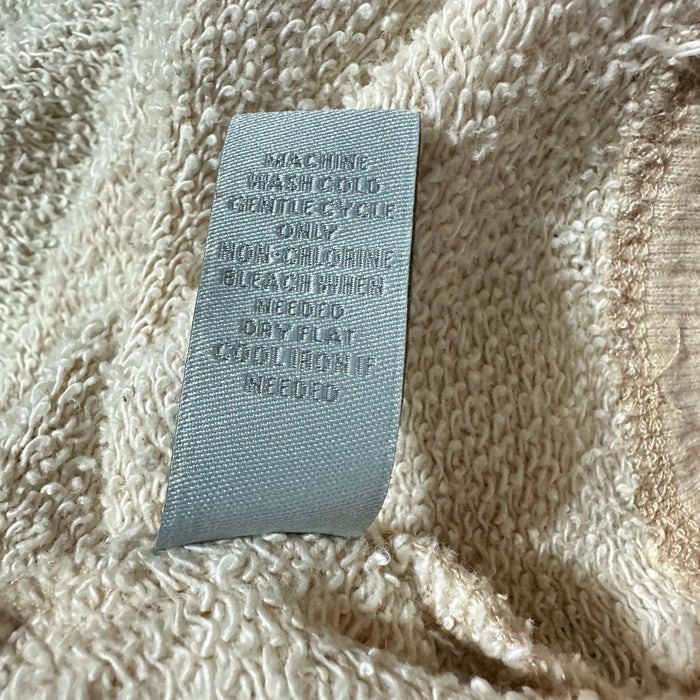 MACHINE
WASH COLD
GENTLE CYCLE
ONLY
NON-CHLORINE
BLEACH WHEN
NEEDED
DRY FLAT
COOL IRON IF
NEEDED